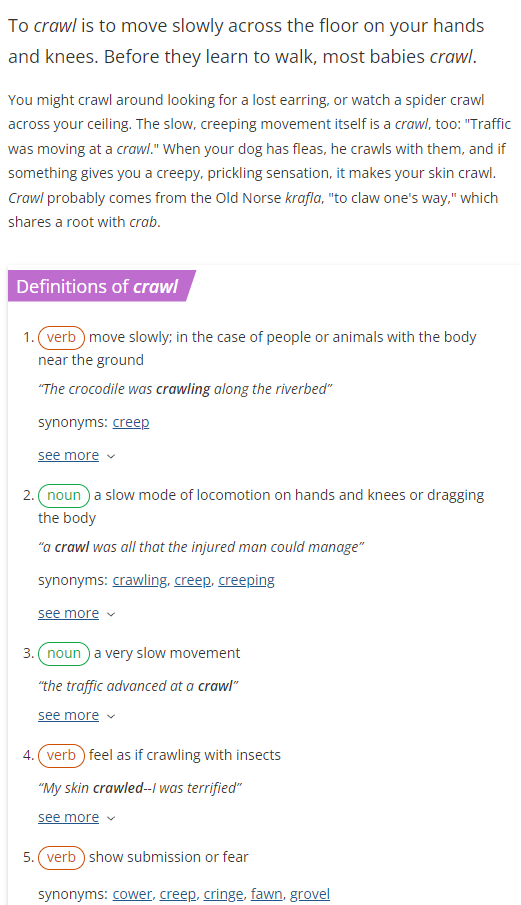 To crawl is to move slowly across the floor on your hands
and knees. Before they learn to walk, most babies crawl.
You might crawl around looking for a lost earring, or watch a spider crawl
across your ceiling. The slow, creeping movement itself is a crawl, too: "Traffic
was moving at a crawl." When your dog has fleas, he crawls with them, and if
something gives you a creepy, prickling sensation, it makes your skin crawl.
Crawl probably comes from the Old Norse krafla, "to claw one's way," which
shares a root with crab.
Definitions of crawl
1. verb move slowly; in the case of people or animals with the body
near the ground
“The crocodile was crawling along the riverbed”
synonyms: creep
see more
2. noun a slow mode of locomotion on hands and knees or dragging
the body
“a crawl was all that the injured man could manage”
synonyms: crawling, creep, creeping
see more
3. noun a very slow movement
“the traffic advanced at a crawl”
see more
4. verb feel as if crawling with insects
“My skin crawled--I was terrified”
see more
5. verb show submission or fear
synonyms: cower, creep, cringe, fawn, grovel